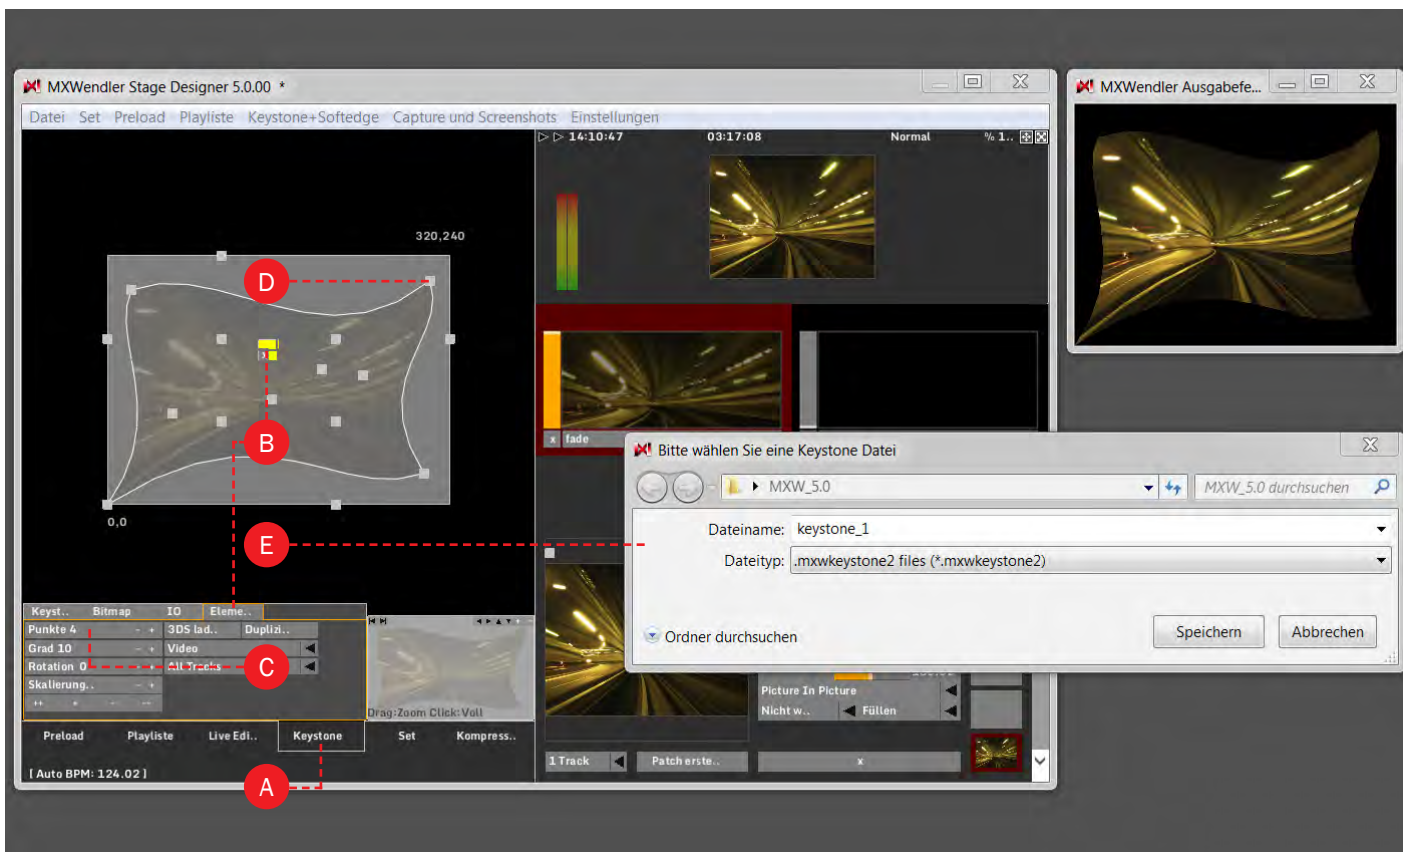 MXWendler Stage Designer 5.0.00 *
Datei Set Preload Playliste Keystone+Softedge Capture und Screenshots Einstellungen
14:10:47 03:17:08 Normal % 1..
320,240
D
B
0,0
E
x fade
Keyst.. Bitmap IO Eleme..
Punkte 4 - + 3DS lad.. Duplizi..
Grad 10 - + Video
Rotation 0 - + All Tracks
C
Skalierung.. - +
++ + - --
Drag:Zoom Click:Voll
Preload Playliste Live Edi.. Keystone Set Kompress..
[ Auto BPM: 124.02 ]
A
Picture In Picture
Nicht w.. Füllen
1 Track Patch erste.. x
MXWendler Ausgabefe...
Bitte wählen Sie eine Keystone Datei
MXW_5.0
MXW_5.0 durchsuchen
Dateiname: keystone_1
Dateityp: .mxwkeystone2 files (*.mxwkeystone2)
Ordner durchsuchen
Speichern Abbrechen